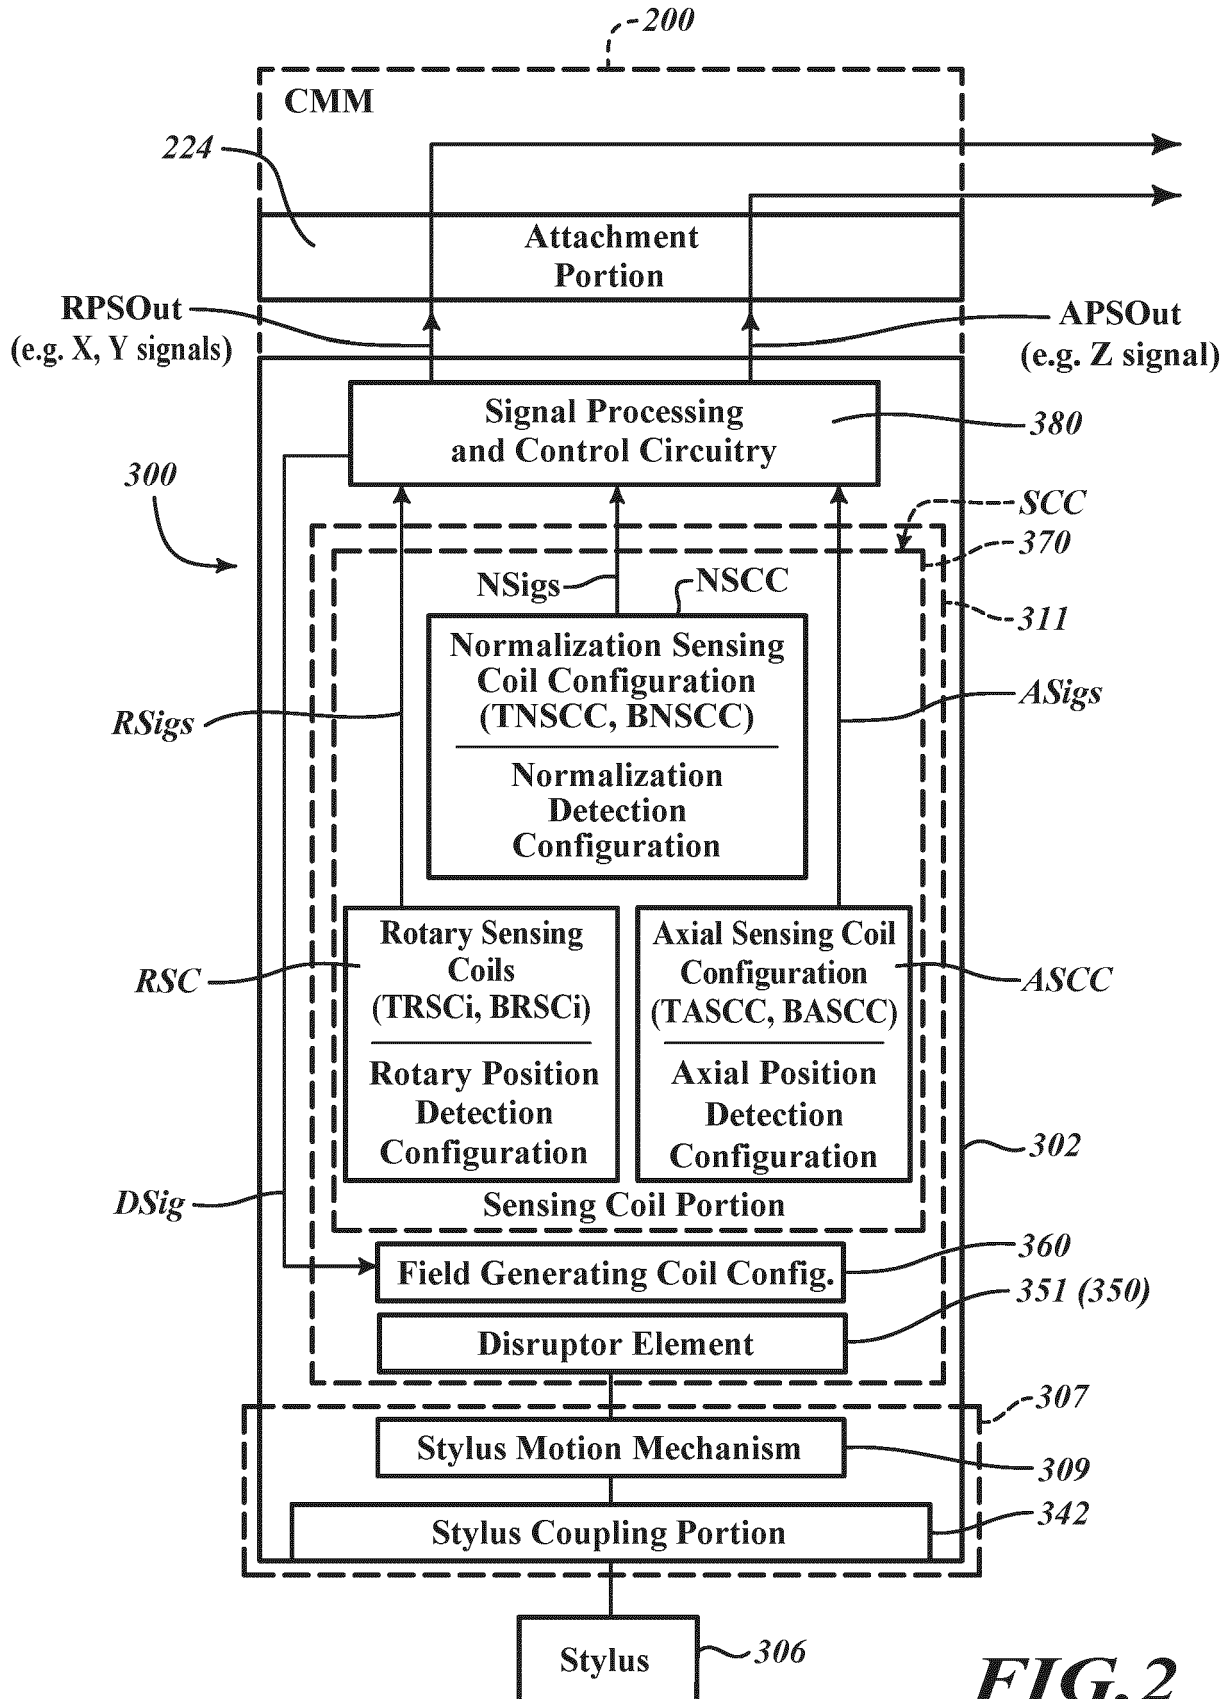 200
CMM
224
Attachment
Portion
RPSOut
(e.g. X, Y signals)
APSOut
(e.g. Z signal)
Signal Processing
and Control Circuitry
380
300
SCC
370
311
NSigs
NSCC
Normalization Sensing
Coil Configuration
(TNSCC, BNSCC)
Normalization
Detection
Configuration
RSigs
ASigs
Rotary Sensing
Coils
(TRSCi, BRSCi)
Rotary Position
Detection
Configuration
RSC
Axial Sensing Coil
Configuration
(TASCC, BASCC)
Axial Position
Detection
Configuration
ASCC
302
Sensing Coil Portion
DSig
Field Generating Coil Config.
360
Disruptor Element
351 (350)
307
Stylus Motion Mechanism
309
Stylus Coupling Portion
342
Stylus
306
FIG.2